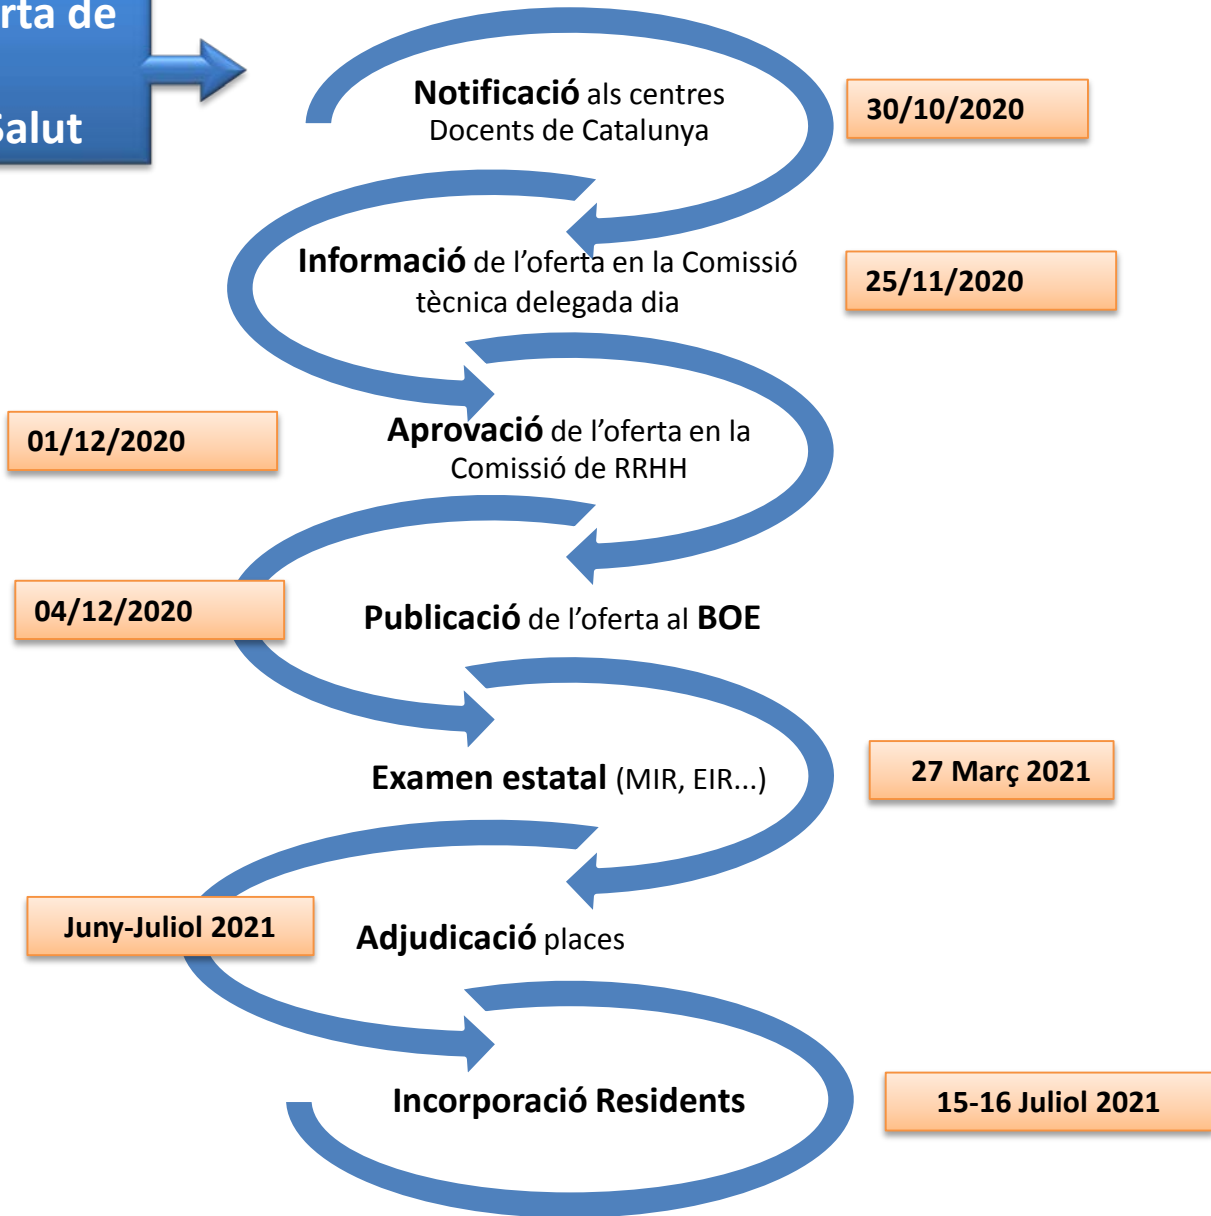 rta de
Salut
Notificació als centres
Docents de Catalunya
30/10/2020
Informació de l'oferta en la Comissió
tècnica delegada dia
25/11/2020
Aprovació de l'oferta en la
Comissió de RRHH
01/12/2020
Publicació de l'oferta al BOE
04/12/2020
Examen estatal (MIR, EIR...)
27 Març 2021
Adjudicació places
Juny-Juliol 2021
Incorporació Residents
15-16 Juliol 2021